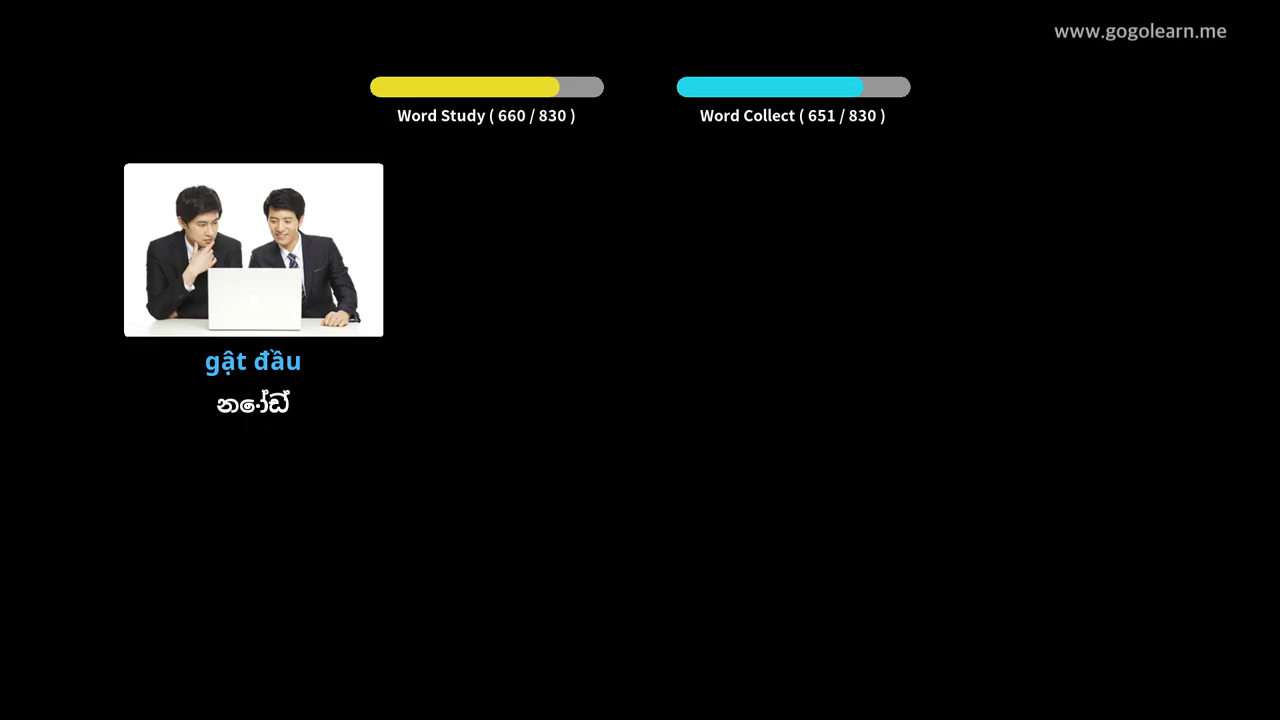 www.gogolearn.me
Word Study ( 660 / 830 )
Word Collect ( 651 / 830 )
gật đầu
නෝඩ්